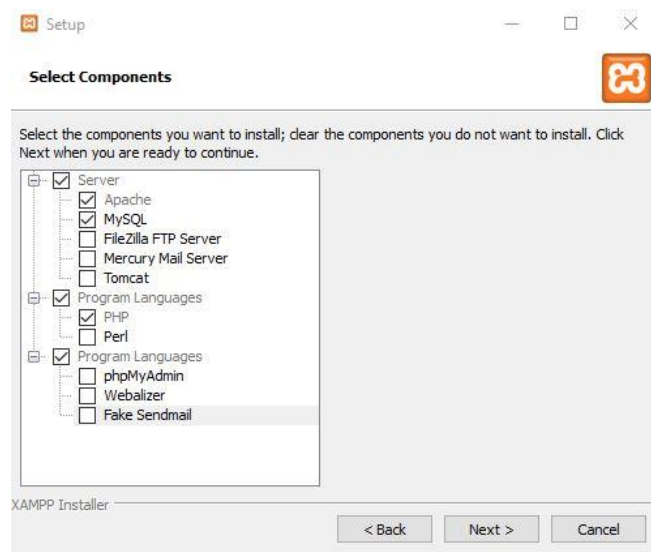 Setup
Select Components
Select the components you want to install; clear the components you do not want to install. Click
Next when you are ready to continue.
Server
Apache
MySQL
FileZilla FTP Server
Mercury Mail Server
Tomcat
Program Languages
PHP
Perl
Program Languages
phpMyAdmin
Webalizer
Fake Sendmail
XAMPP Installer
< Back Next > Cancel